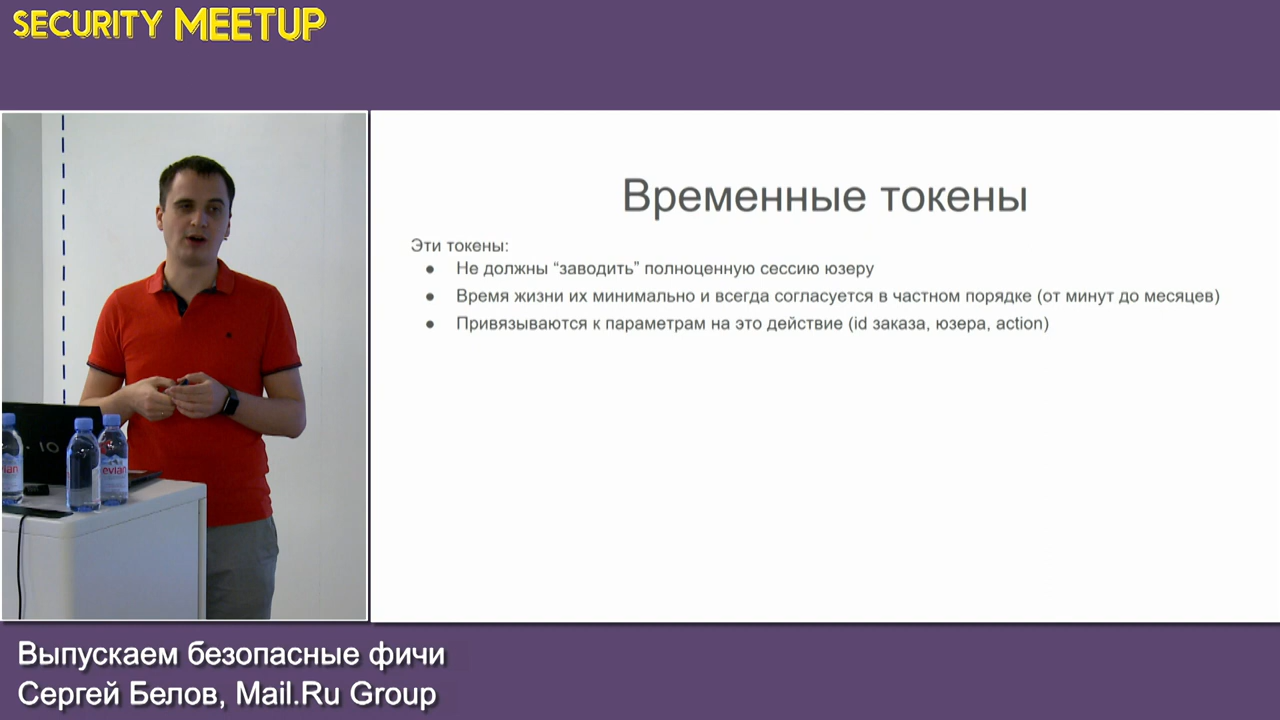 SECURITY MEETUP
Временные токены
Эти токены:
● Не должны “заводить” полноценную сессию юзеру
● Время жизни их минимально и всегда согласуется в частном порядке (от минут до месяцев)
● Привязываются к параметрам на это действие (id заказа, юзера, action)
evian
Выпускаем безопасные фичи
Сергей Белов, Mail.Ru Group